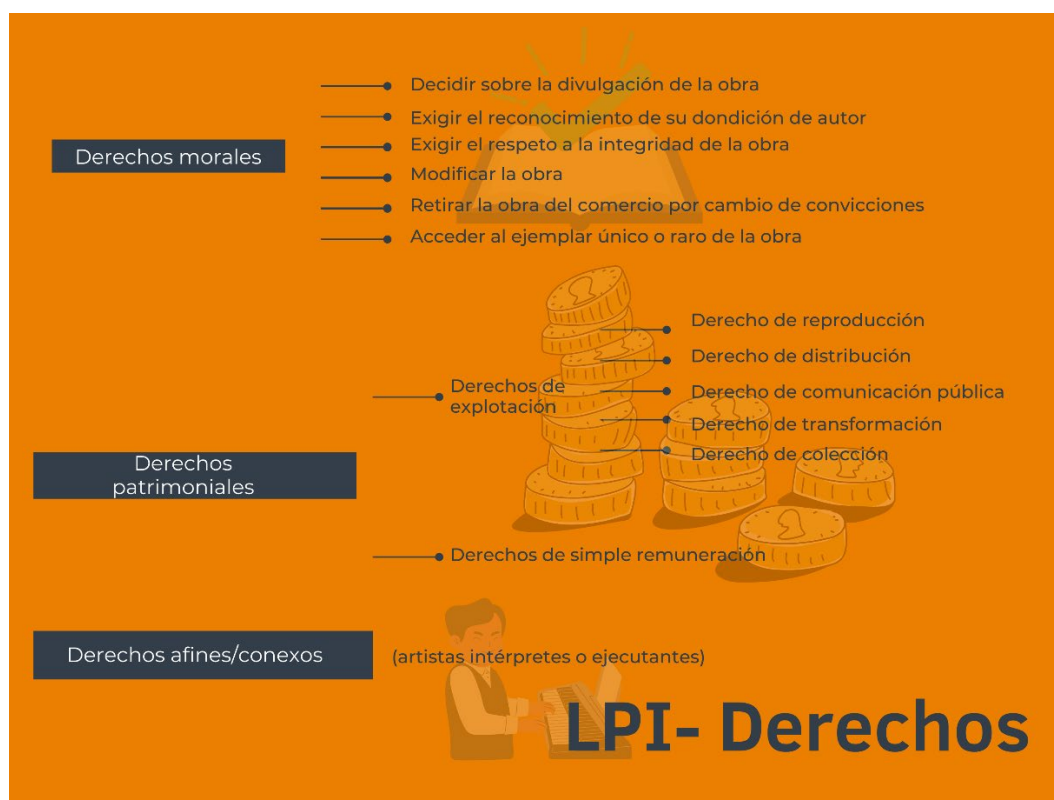 Decidir sobre la divulgación de la obra
Exigir el reconocimiento de su dondición de autor
Exigir el respeto a la integridad de la obra
Derechos morales
Modificar la obra
Retirar la obra del comercio por cambio de convicciones
Acceder al ejemplar único o raro de la obra
Derecho de reproducción
Derecho de distribución
Derechos de
explotación
Derecho de comunicación pública
Derecho de transformación
Derecho de colección
Derechos
patrimoniales
Derechos de simple remuneración
Derechos afines/conexos
(artistas intérpretes o ejecutantes)
LPI- Derechos